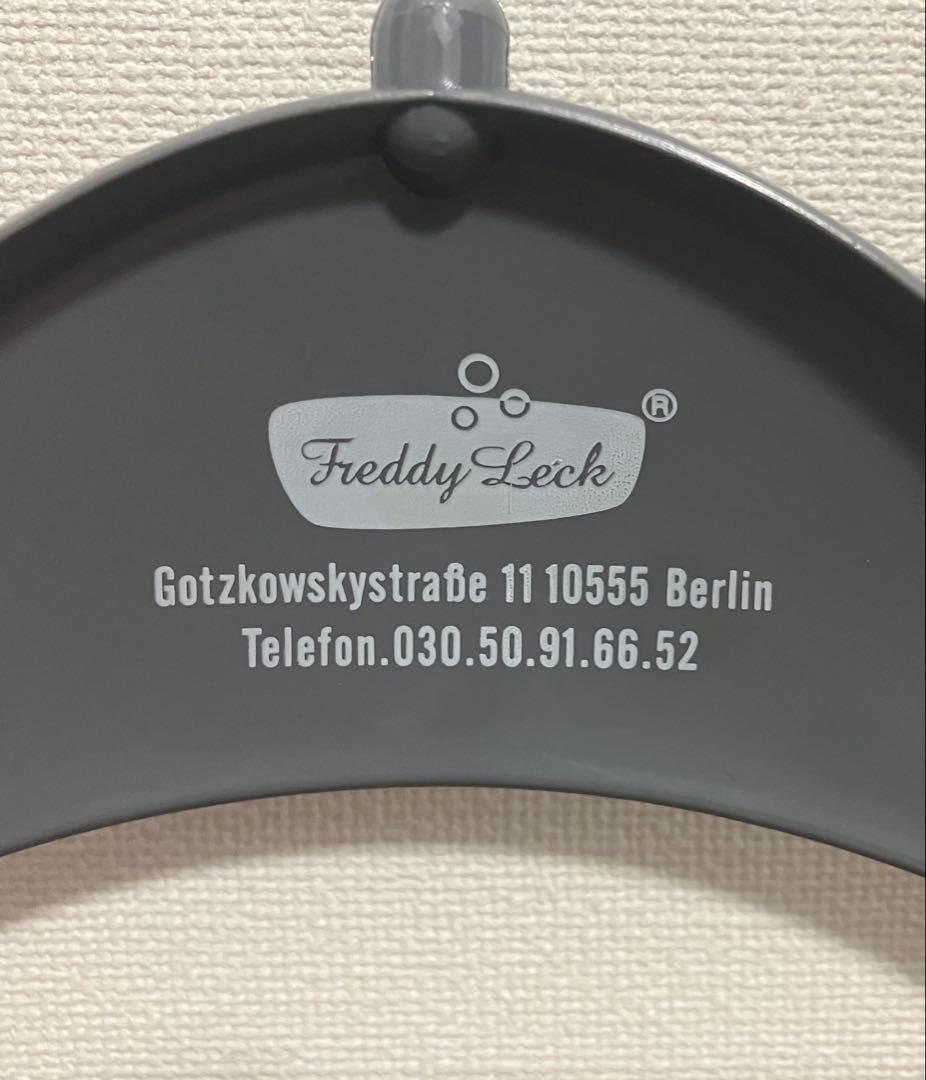 Freddy Leck ®
Gotzkowskystraße 11 10555 Berlin
Telefon.030.50.91.66.52